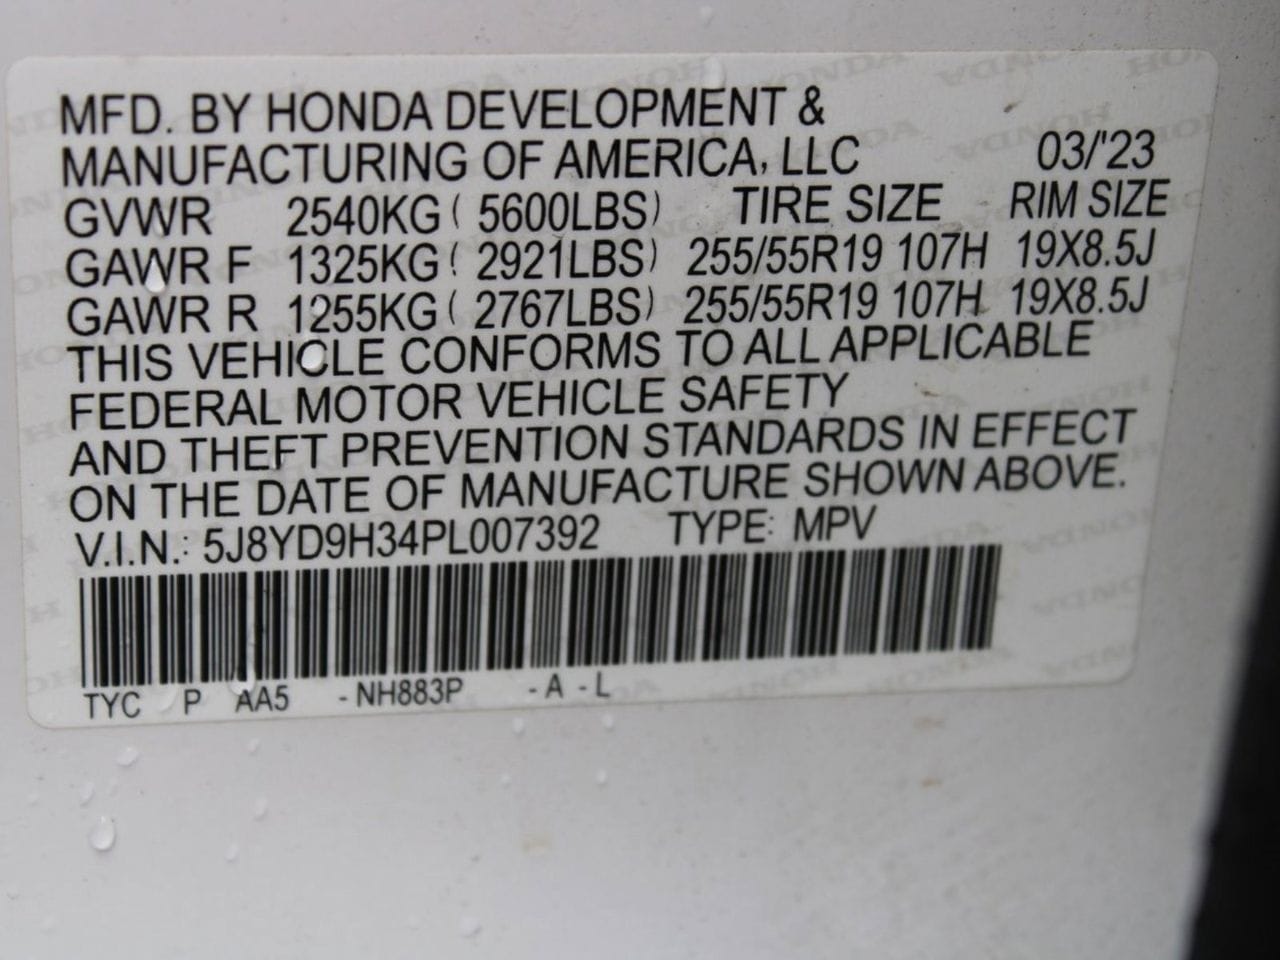 MFD. BY HONDA DEVELOPMENT &
MANUFACTURING OF AMERICA, LLC 03/'23
GVWR 2540KG ( 5600LBS) TIRE SIZE RIM SIZE
GAWR F 1325KG ( 2921LBS) 255/55R19 107H 19X8.5J
GAWR R 1255KG ( 2767LBS) 255/55R19 107H 19X8.5J
THIS VEHICLE CONFORMS TO ALL APPLICABLE
FEDERAL MOTOR VEHICLE SAFETY
AND THEFT PREVENTION STANDARDS IN EFFECT
ON THE DATE OF MANUFACTURE SHOWN ABOVE.
V.I.N.: 5J8YD9H34PL007392 TYPE: MPV
TYC P AA5 - NH883P - A - L